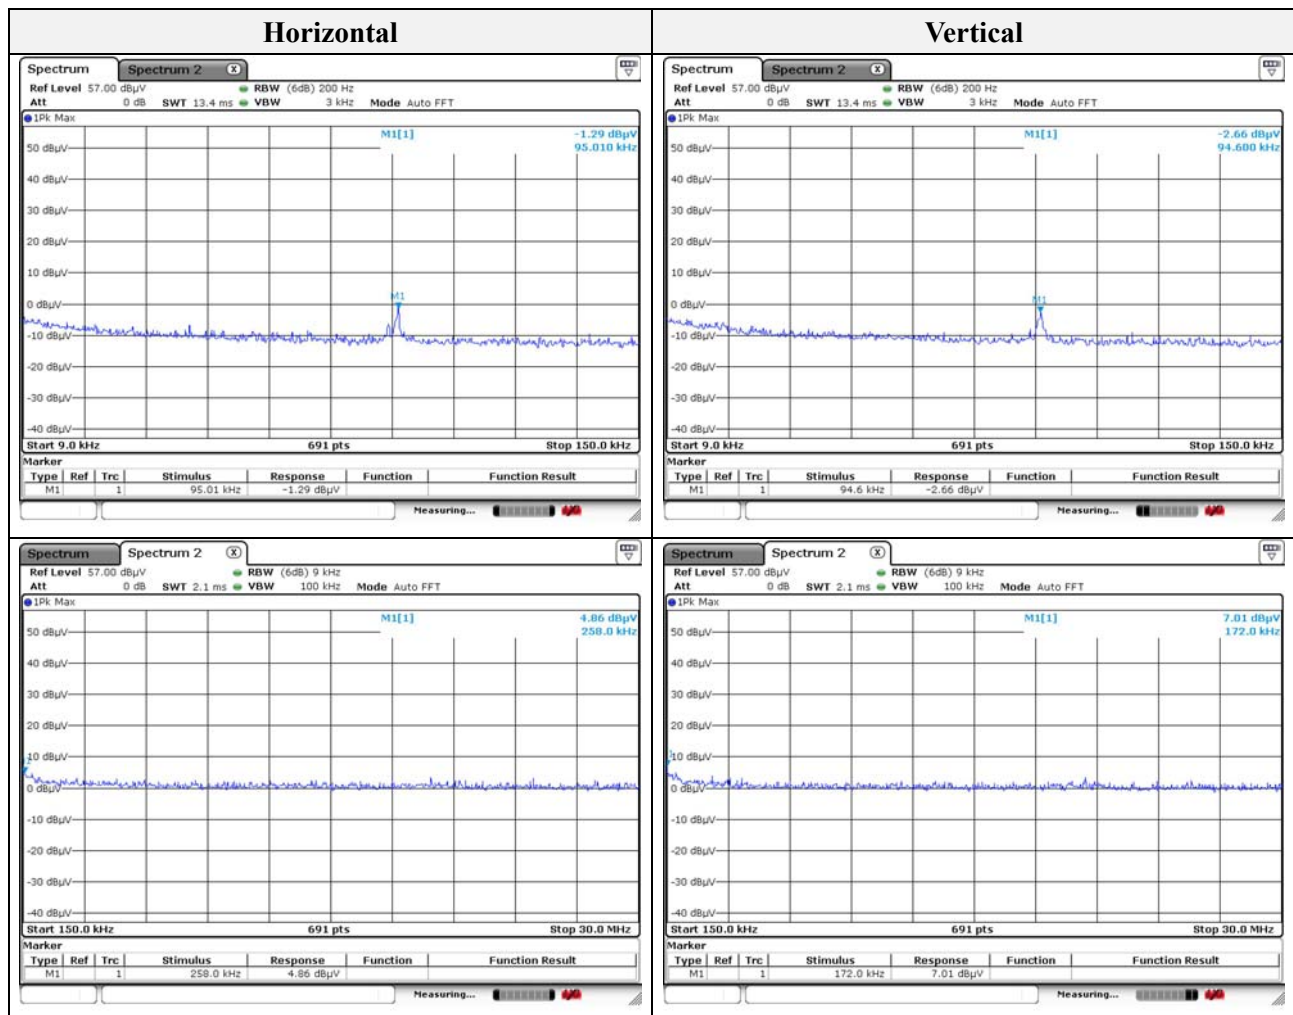 Horizontal
Vertical
Spectrum
Spectrum 2
Ref Level 57.00 dBµV
RBW (6dB) 200 Hz
Att 0 dB SWT 13.4 ms VBW 3 kHz Mode Auto FFT
1Pk Max
M1[1] -1.29 dBµV
95.010 kHz
50 dBµV
40 dBµV
30 dBµV
20 dBµV
10 dBµV
M1
0 dBµV
-10 dBµV
-20 dBµV
-30 dBµV
-40 dBµV
Start 9.0 kHz 691 pts Stop 150.0 kHz
Marker
Type Ref Trc Stimulus Response Function Function Result
M1 1 95.01 kHz -1.29 dBµV
Measuring...
Spectrum
Spectrum 2
Ref Level 57.00 dBµV
RBW (6dB) 200 Hz
Att 0 dB SWT 13.4 ms VBW 3 kHz Mode Auto FFT
1Pk Max
M1[1] -2.66 dBµV
94.600 kHz
50 dBµV
40 dBµV
30 dBµV
20 dBµV
10 dBµV
M1
0 dBµV
-10 dBµV
-20 dBµV
-30 dBµV
-40 dBµV
Start 9.0 kHz 691 pts Stop 150.0 kHz
Marker
Type Ref Trc Stimulus Response Function Function Result
M1 1 94.6 kHz -2.66 dBµV
Measuring...
Spectrum
Spectrum 2
Ref Level 57.00 dBµV
RBW (6dB) 9 kHz
Att 0 dB SWT 2.1 ms VBW 100 kHz Mode Auto FFT
1Pk Max
M1[1] 4.86 dBµV
258.0 kHz
50 dBµV
40 dBµV
30 dBµV
20 dBµV
10 dBµV
0 dBµV
-10 dBµV
-20 dBµV
-30 dBµV
-40 dBµV
Start 150.0 kHz 691 pts Stop 30.0 MHz
Marker
Type Ref Trc Stimulus Response Function Function Result
M1 1 258.0 kHz 4.86 dBµV
Measuring...
Spectrum
Spectrum 2
Ref Level 57.00 dBµV
RBW (6dB) 9 kHz
Att 0 dB SWT 2.1 ms VBW 100 kHz Mode Auto FFT
1Pk Max
M1[1] 7.01 dBµV
172.0 kHz
50 dBµV
40 dBµV
30 dBµV
20 dBµV
10 dBµV
0 dBµV
-10 dBµV
-20 dBµV
-30 dBµV
-40 dBµV
Start 150.0 kHz 691 pts Stop 30.0 MHz
Marker
Type Ref Trc Stimulus Response Function Function Result
M1 1 172.0 kHz 7.01 dBµV
Measuring...